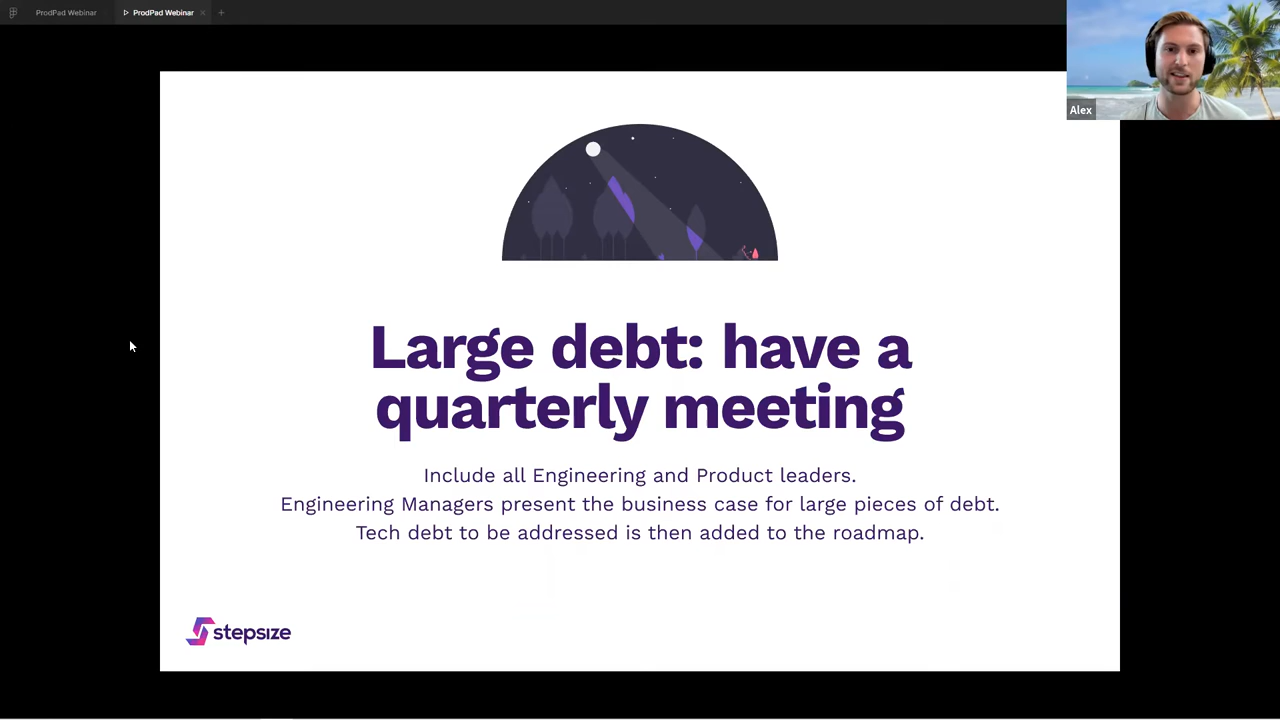 ProdPad Webinar
ProdPad Webinar
Alex
Large debt: have a
quarterly meeting
Include all Engineering and Product leaders.
Engineering Managers present the business case for large pieces of debt.
Tech debt to be addressed is then added to the roadmap.
stepsize